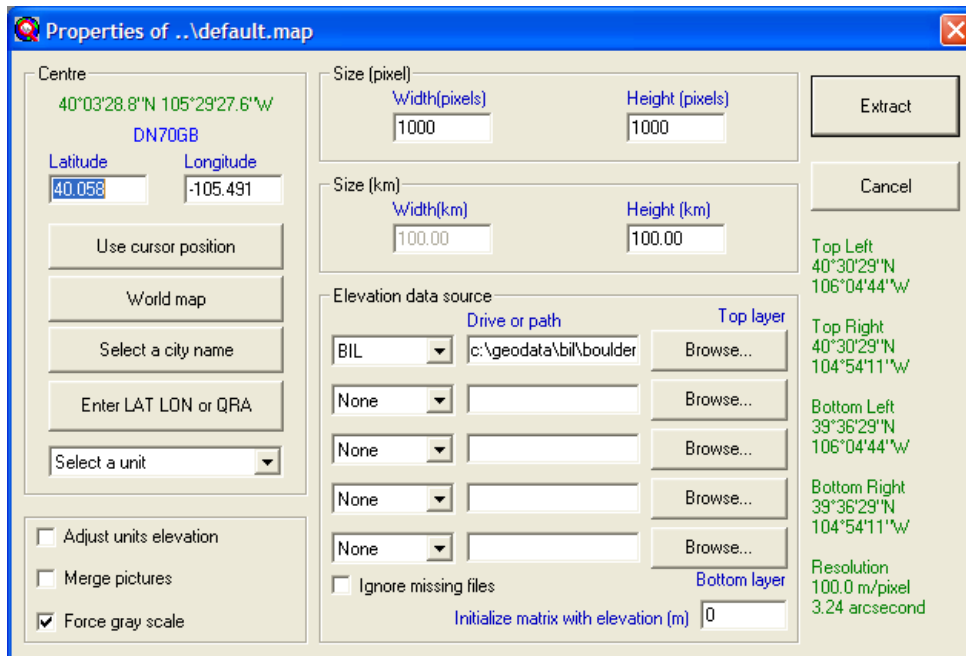 Properties of ..\default.map
Centre
40°03'28.8"N 105°29'27.6"W
DN70GB
Latitude Longitude
40.058 -105.491
Use cursor position
World map
Select a city name
Enter LAT LON or QRA
Select a unit
Adjust units elevation
Merge pictures
Force gray scale
Size (pixel)
Width(pixels) Height (pixels)
1000 1000
Size (km)
Width(km) Height (km)
100.00 100.00
Elevation data source
Drive or path Top layer
BIL c:\geodata\bil\boulder Browse...
None Browse...
None Browse...
None Browse...
None Browse...
Ignore missing files Bottom layer
Initialize matrix with elevation (m) 0
Extract
Cancel
Top Left
40°30'29"N
106°04'44"W
Top Right
40°30'29"N
104°54'11"W
Bottom Left
39°36'29"N
106°04'44"W
Bottom Right
39°36'29"N
104°54'11"W
Resolution
100.0 m/pixel
3.24 arcsecond